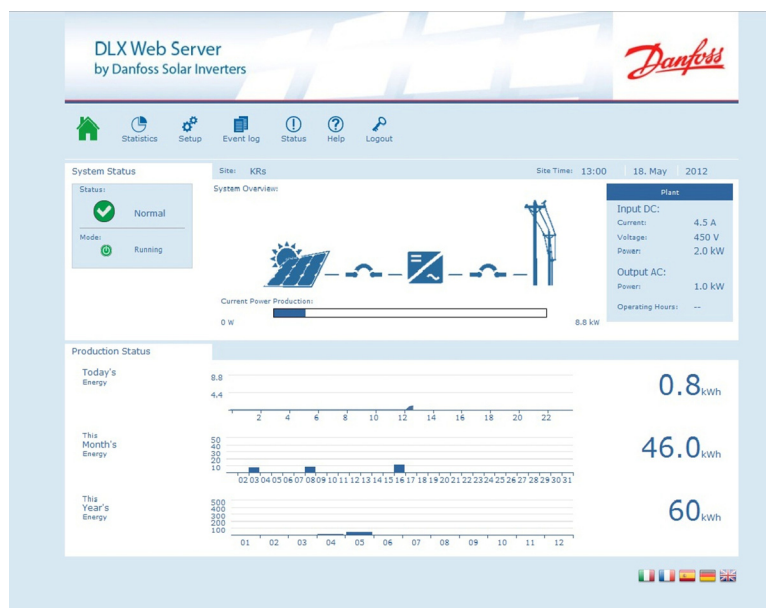 DLX Web Server
by Danfoss Solar Inverters
Danfoss
Statistics Setup Event log Status Help Logout
System Status
Site: KRs
Site Time: 13:00 18. May 2012
Status:
Normal
Mode:
Running
System Overview:
Current Power Production:
0 W 8.8 kW
Plant
Input DC:
Current: 4.5 A
Voltage: 450 V
Power: 2.0 kW
Output AC:
Power: 1.0 kW
Operating Hours: --
Production Status
Today's
Energy
8.8
4.4
2 4 6 8 10 12 14 16 18 20 22
0.8 kWh
This
Month's
Energy
50
40
30
20
10
02 03 04 05 06 07 08 09 10 11 12 13 14 15 16 17 18 19 20 21 22 23 24 25 26 27 28 29 30 31
46.0 kWh
This
Year's
Energy
500
400
300
200
100
01 02 03 04 05 06 07 08 09 10 11 12
60 kWh